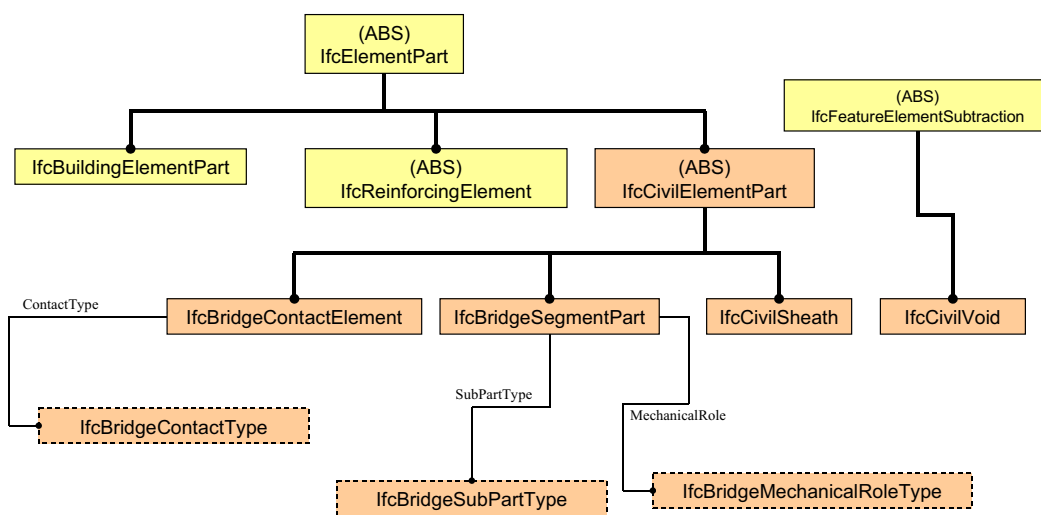 (ABS)
IfcElementPart
(ABS)
IfcFeatureElementSubtraction
IfcBuildingElementPart
(ABS)
IfcReinforcingElement
(ABS)
IfcCivilElementPart
ContactType
IfcBridgeContactElement
IfcBridgeSegmentPart
IfcCivilSheath
IfcCivilVoid
SubPartType
MechanicalRole
IfcBridgeContactType
IfcBridgeSubPartType
IfcBridgeMechanicalRoleType